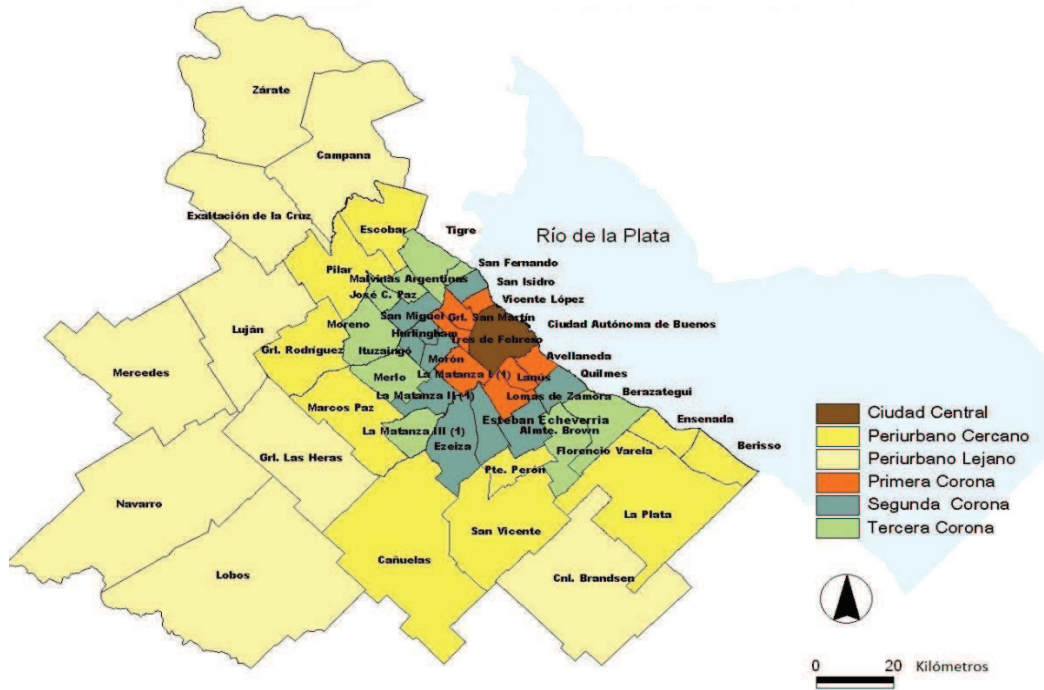 Zárate
Campana
Exaltación de la Cruz
Escobar
Tigre
Río de la Plata
San Fernando
Pilar
Malvinas Argentinas
San Isidro
José C. Paz
Vicente López
San Miguel
Grl. San Martín
Ciudad Autónoma de Buenos
Luján
Moreno
Hurlingham
Tres de Febrero
Grl. Rodríguez
Ituzaingó
Morón
Avellaneda
Mercedes
Merlo
La Matanza I (1)
Lanús
Quilmes
La Matanza II (1)
Lomas de Zamora
Berazategui
Marcos Paz
Esteban Echeverria
Ensenada
La Matanza III (1)
Almte. Brown
Berisso
Grl. Las Heras
Ezeiza
Florencio Varela
Pte. Perón
Navarro
La Plata
San Vicente
Cañuelas
Lobos
Cnl. Brandsen
Ciudad Central
Periurbano Cercano
Periurbano Lejano
Primera Corona
Segunda Corona
Tercera Corona
0 20 Kilómetros